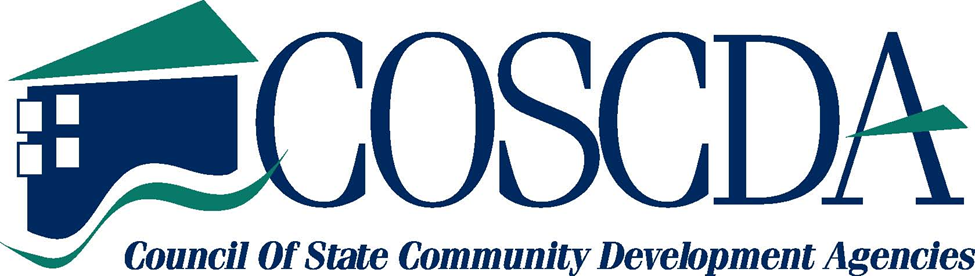 COSCDA
Council Of State Community Development Agencies